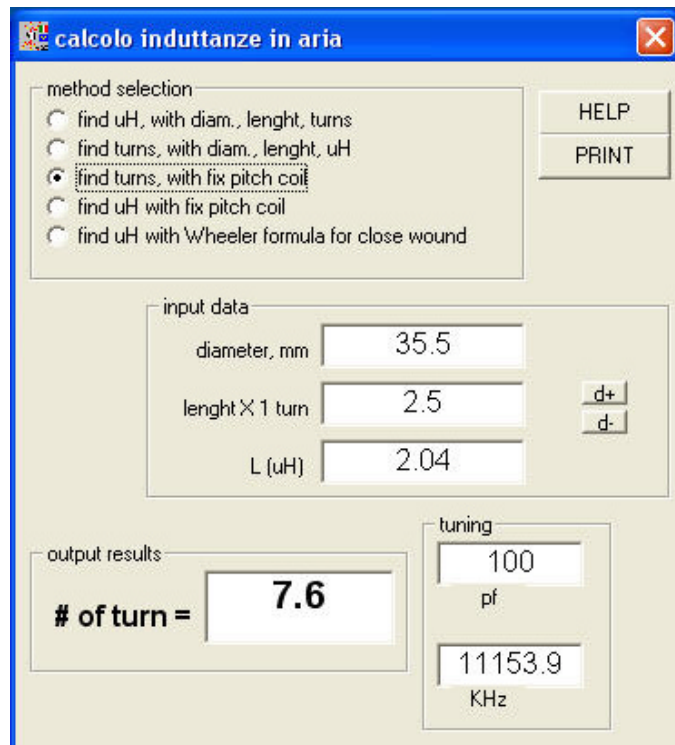 calcolo induttanze in aria
method selection
find uH, with diam., lenght, turns
find turns, with diam., lenght, uH
find turns, with fix pitch coil
find uH with fix pitch coil
find uH with Wheeler formula for close wound
HELP
PRINT
input data
diameter, mm 35.5
lenght X 1 turn 2.5
L (uH) 2.04
d+
d-
output results
# of turn = 7.6
tuning
100
pf
11153.9
KHz